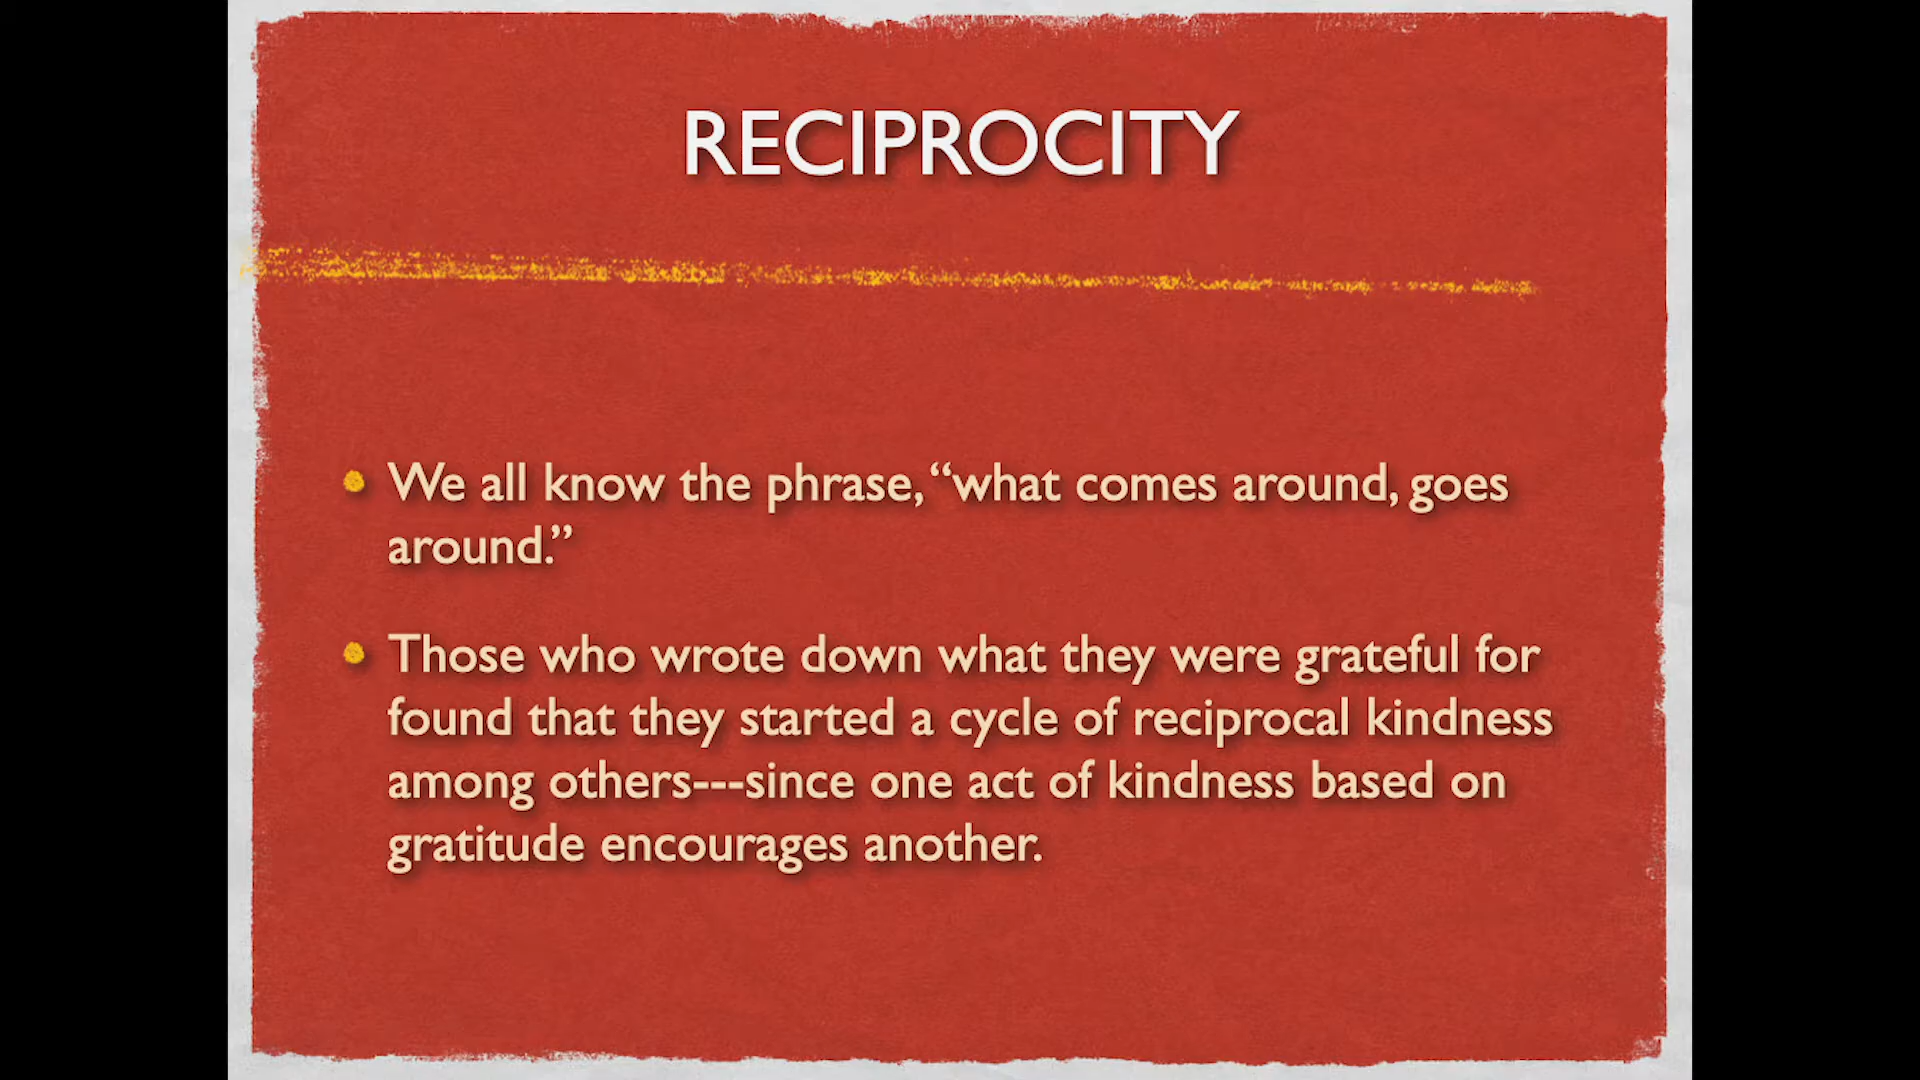 RECIPROCITY
We all know the phrase, “what comes around, goes
around.”
Those who wrote down what they were grateful for
found that they started a cycle of reciprocal kindness
among others---since one act of kindness based on
gratitude encourages another.